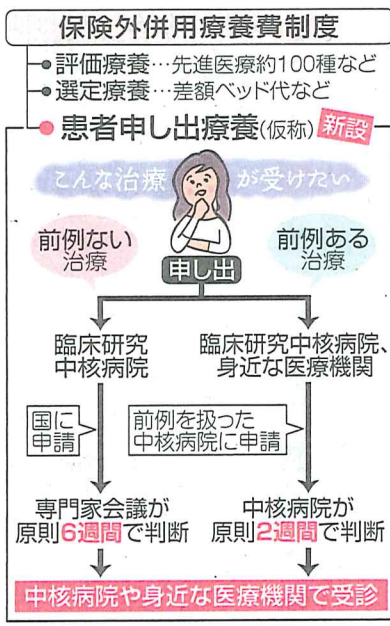 保険外併用療養費制度
評価療養…先進医療約100種など
選定療養…差額ベッド代など
患者申し出療養(仮称) 新設
こんな治療が受けたい
前例ない
治療
前例ある
治療
申し出
臨床研究
中核病院
臨床研究中核病院、
身近な医療機関
国に
申請
前例を扱った
中核病院に申請
専門家会議が
原則6週間で判断
中核病院が
原則2週間で判断
中核病院や身近な医療機関で受診